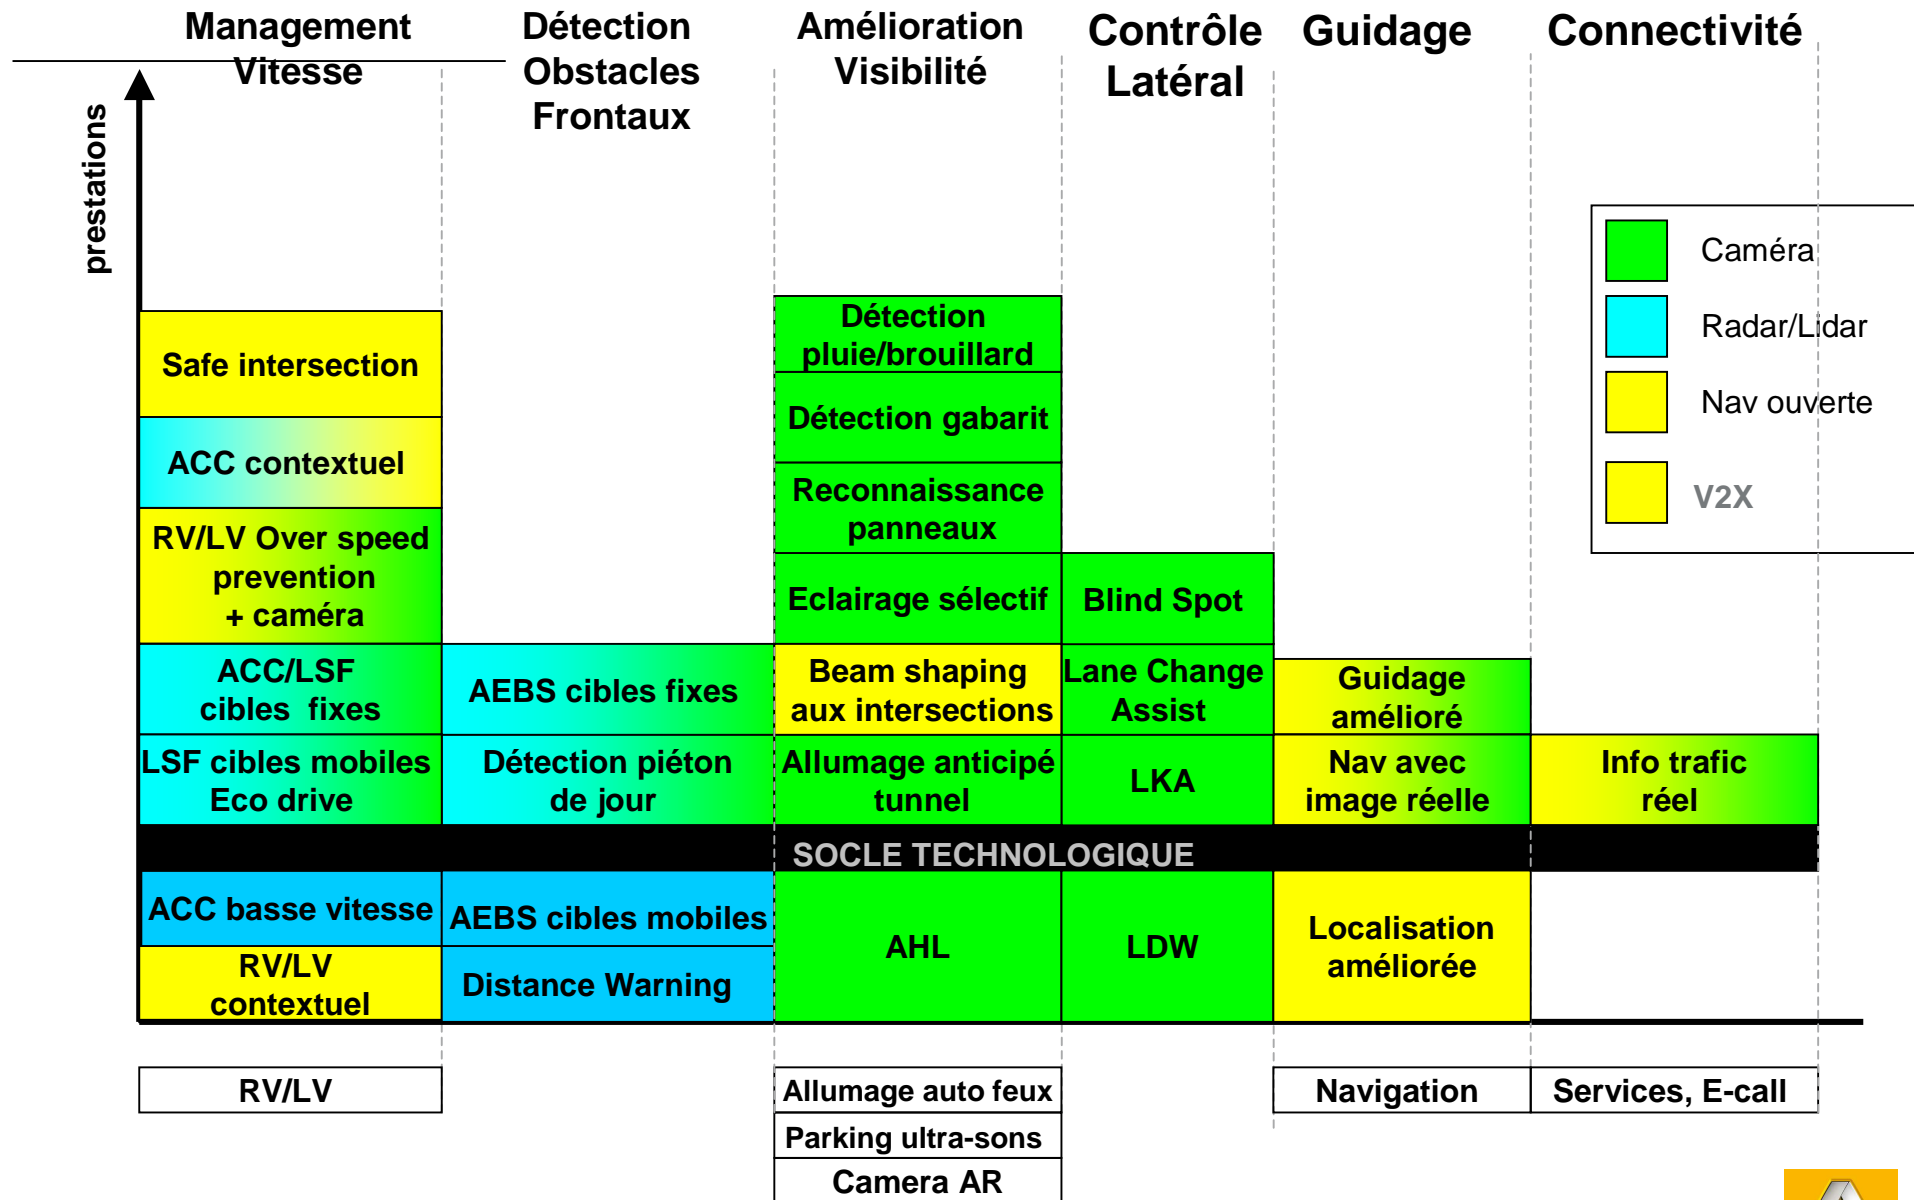 Management
Vitesse
Détection
Obstacles
Frontaux
Amélioration
Visibilité
Contrôle
Latéral
Guidage
Connectivité
prestations
Caméra
Radar/Lidar
Nav ouverte
V2X
Safe intersection
ACC contextuel
RV/LV Over speed
prevention
+ caméra
ACC/LSF
cibles fixes
LSF cibles mobiles
Eco drive
AEBS cibles fixes
Détection piéton
de jour
Détection
pluie/brouillard
Détection gabarit
Reconnaissance
panneaux
Eclairage sélectif
Beam shaping
aux intersections
Allumage anticipé
tunnel
Blind Spot
Lane Change
Assist
LKA
Guidage
amélioré
Nav avec
image réelle
Info trafic
réel
SOCLE TECHNOLOGIQUE
ACC basse vitesse
RV/LV
contextuel
AEBS cibles mobiles
Distance Warning
AHL
LDW
Localisation
améliorée
RV/LV
Allumage auto feux
Parking ultra-sons
Camera AR
Navigation
Services, E-call